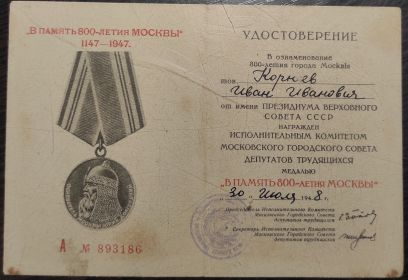 "В ПАМЯТЬ 800-ЛЕТИЯ МОСКВЫ"
1147—1947.
А № 893186
УДОСТОВЕРЕНИЕ
В ознаменование
800-летия города Москвы
тов. Корнев
Иван Иванович
от имени ПРЕЗИДИУМА ВЕРХОВНОГО
СОВЕТА СССР
НАГРАЖДЕН
ИСПОЛНИТЕЛЬНЫМ КОМИТЕТОМ
МОСКОВСКОГО ГОРОДСКОГО СОВЕТА
ДЕПУТАТОВ ТРУДЯЩИХСЯ
МЕДАЛЬЮ
"В ПАМЯТЬ 800-ЛЕТИЯ МОСКВЫ"
"30" Июля 1948 г.
Председатель Исполнительного Комитета
Московского Городского Совета
депутатов трудящихся
Секретарь Исполнительного Комитета
Московского Городского Совета
депутатов трудящихся